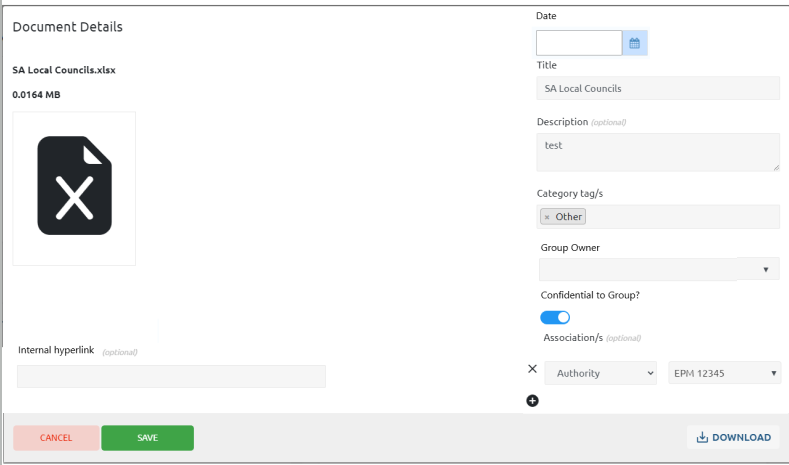 Document Details
SA Local Councils.xlsx
0.0164 MB
X
Internal hyperlink (optional)
Date
Title
SA Local Councils
Description (optional)
test
Category tag/s
× Other
Group Owner
Confidential to Group?
Association/s (optional)
Authority
EPM 12345
CANCEL
SAVE
DOWNLOAD